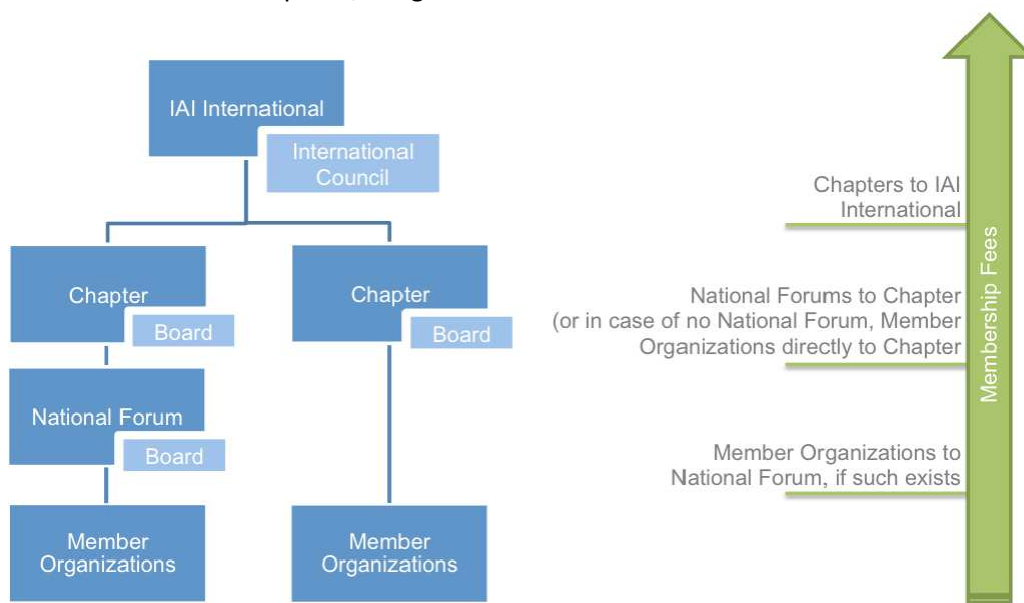 IAI International
International
Council
Chapter
Board
National Forum
Board
Member
Organizations
Chapter
Board
Member
Organizations
Chapters to IAI
International
National Forums to Chapter
(or in case of no National Forum, Member
Organizations directly to Chapter
Member Organizations to
National Forum, if such exists
Membership Fees